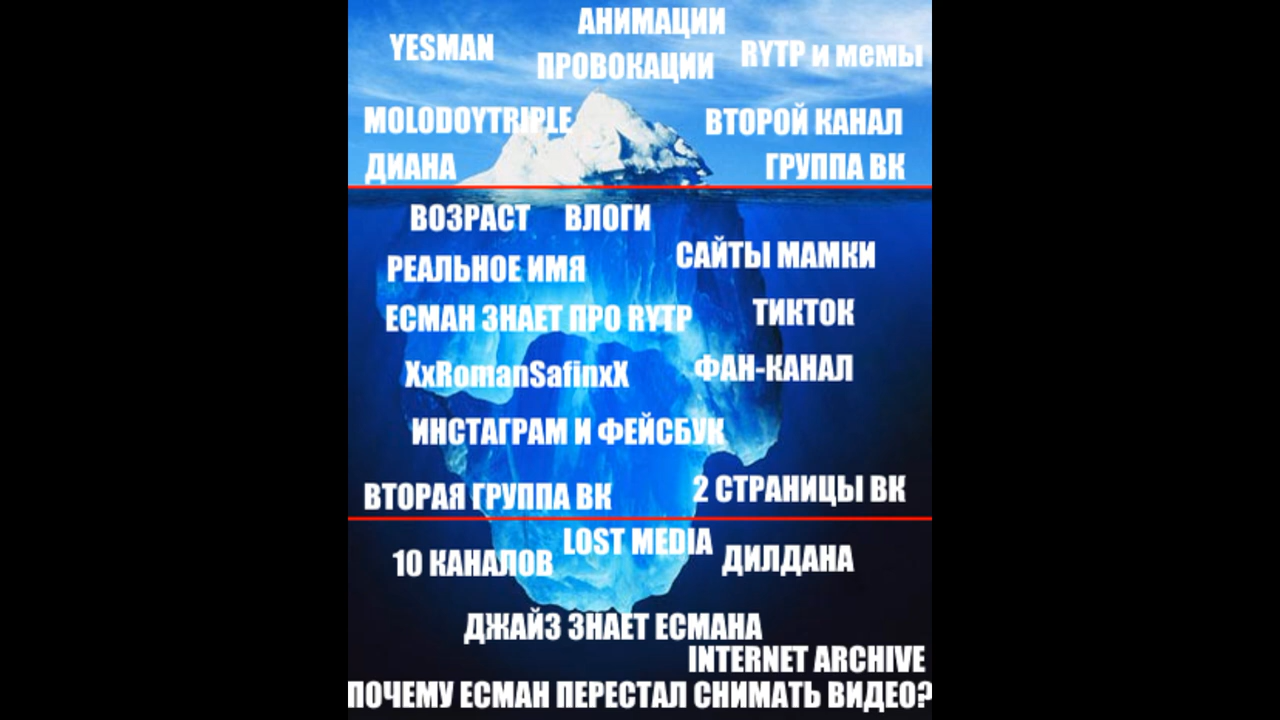 АНИМАЦИИ
YESMAN
RYTP и мемы
ПРОВОКАЦИИ
MOLODOYTRIPLE
ВТОРОЙ КАНАЛ
ДИАНА
ГРУППА ВК
ВОЗРАСТ
ВЛОГИ
САЙТЫ МАМКИ
РЕАЛЬНОЕ ИМЯ
ТИКТОК
ЕСМАН ЗНАЕТ ПРО RYTP
ФАН-КАНАЛ
XxRomanSafinxX
ИНСТАГРАМ И ФЕЙСБУК
2 СТРАНИЦЫ ВК
ВТОРАЯ ГРУППА ВК
LOST MEDIA
10 КАНАЛОВ
ДИЛДАНА
ДЖАЙЗ ЗНАЕТ ЕСМАНА
INTERNET ARCHIVE
ПОЧЕМУ ЕСМАН ПЕРЕСТАЛ СНИМАТЬ ВИДЕО?